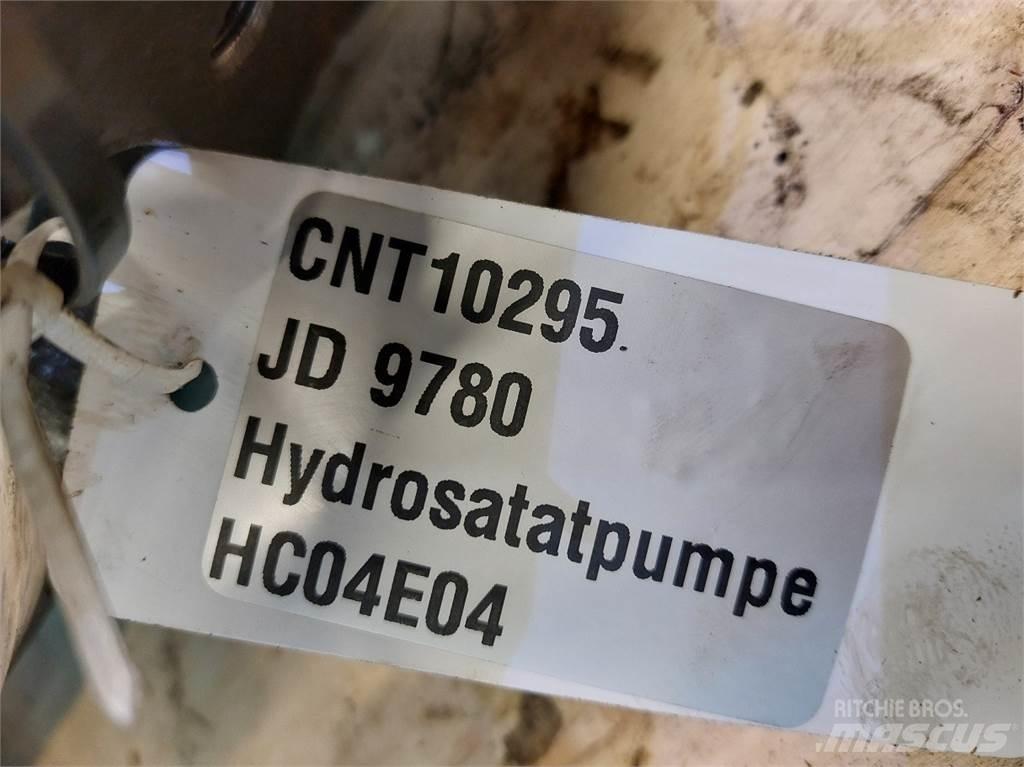 CNT10295.
JD 9780
Hydrosatatpumpe
HC04E04
RITCHIE BROS.
mascus